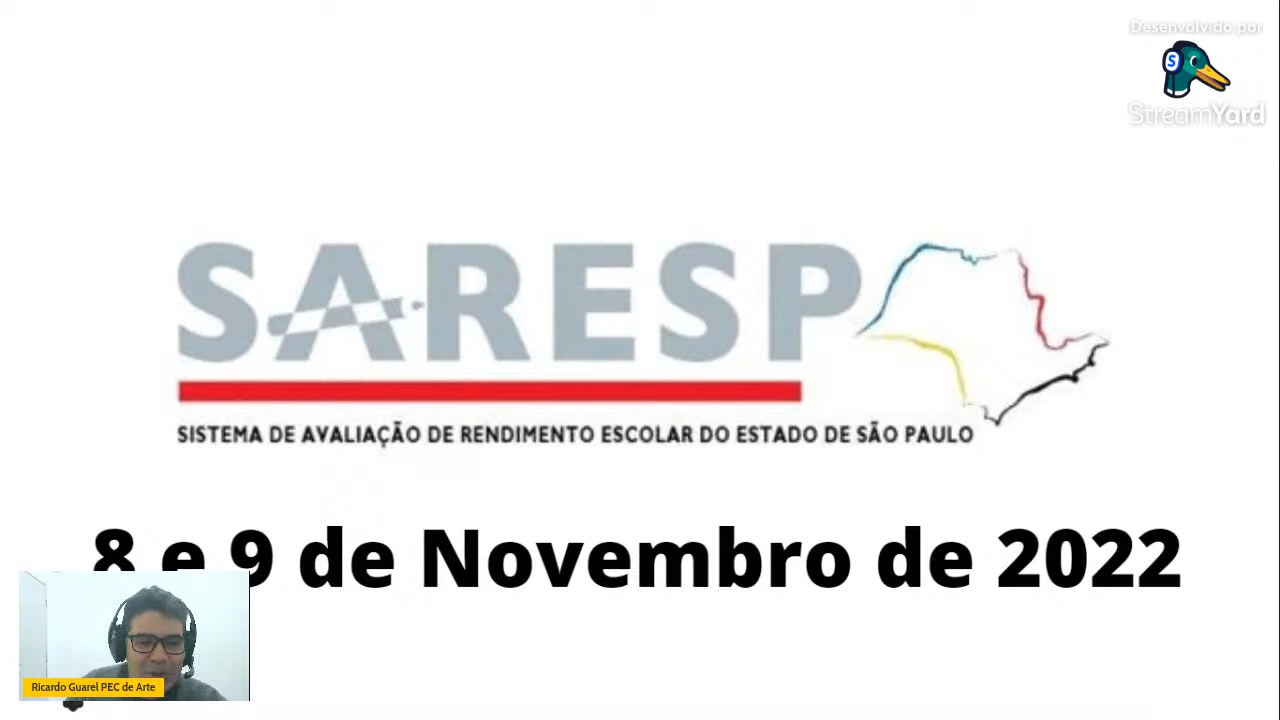 Desenvolvido por
StreamYard
SARESP
SISTEMA DE AVALIAÇÃO DE RENDIMENTO ESCOLAR DO ESTADO DE SÃO PAULO
8 e 9 de Novembro de 2022
Ricardo Guarel PEC de Arte